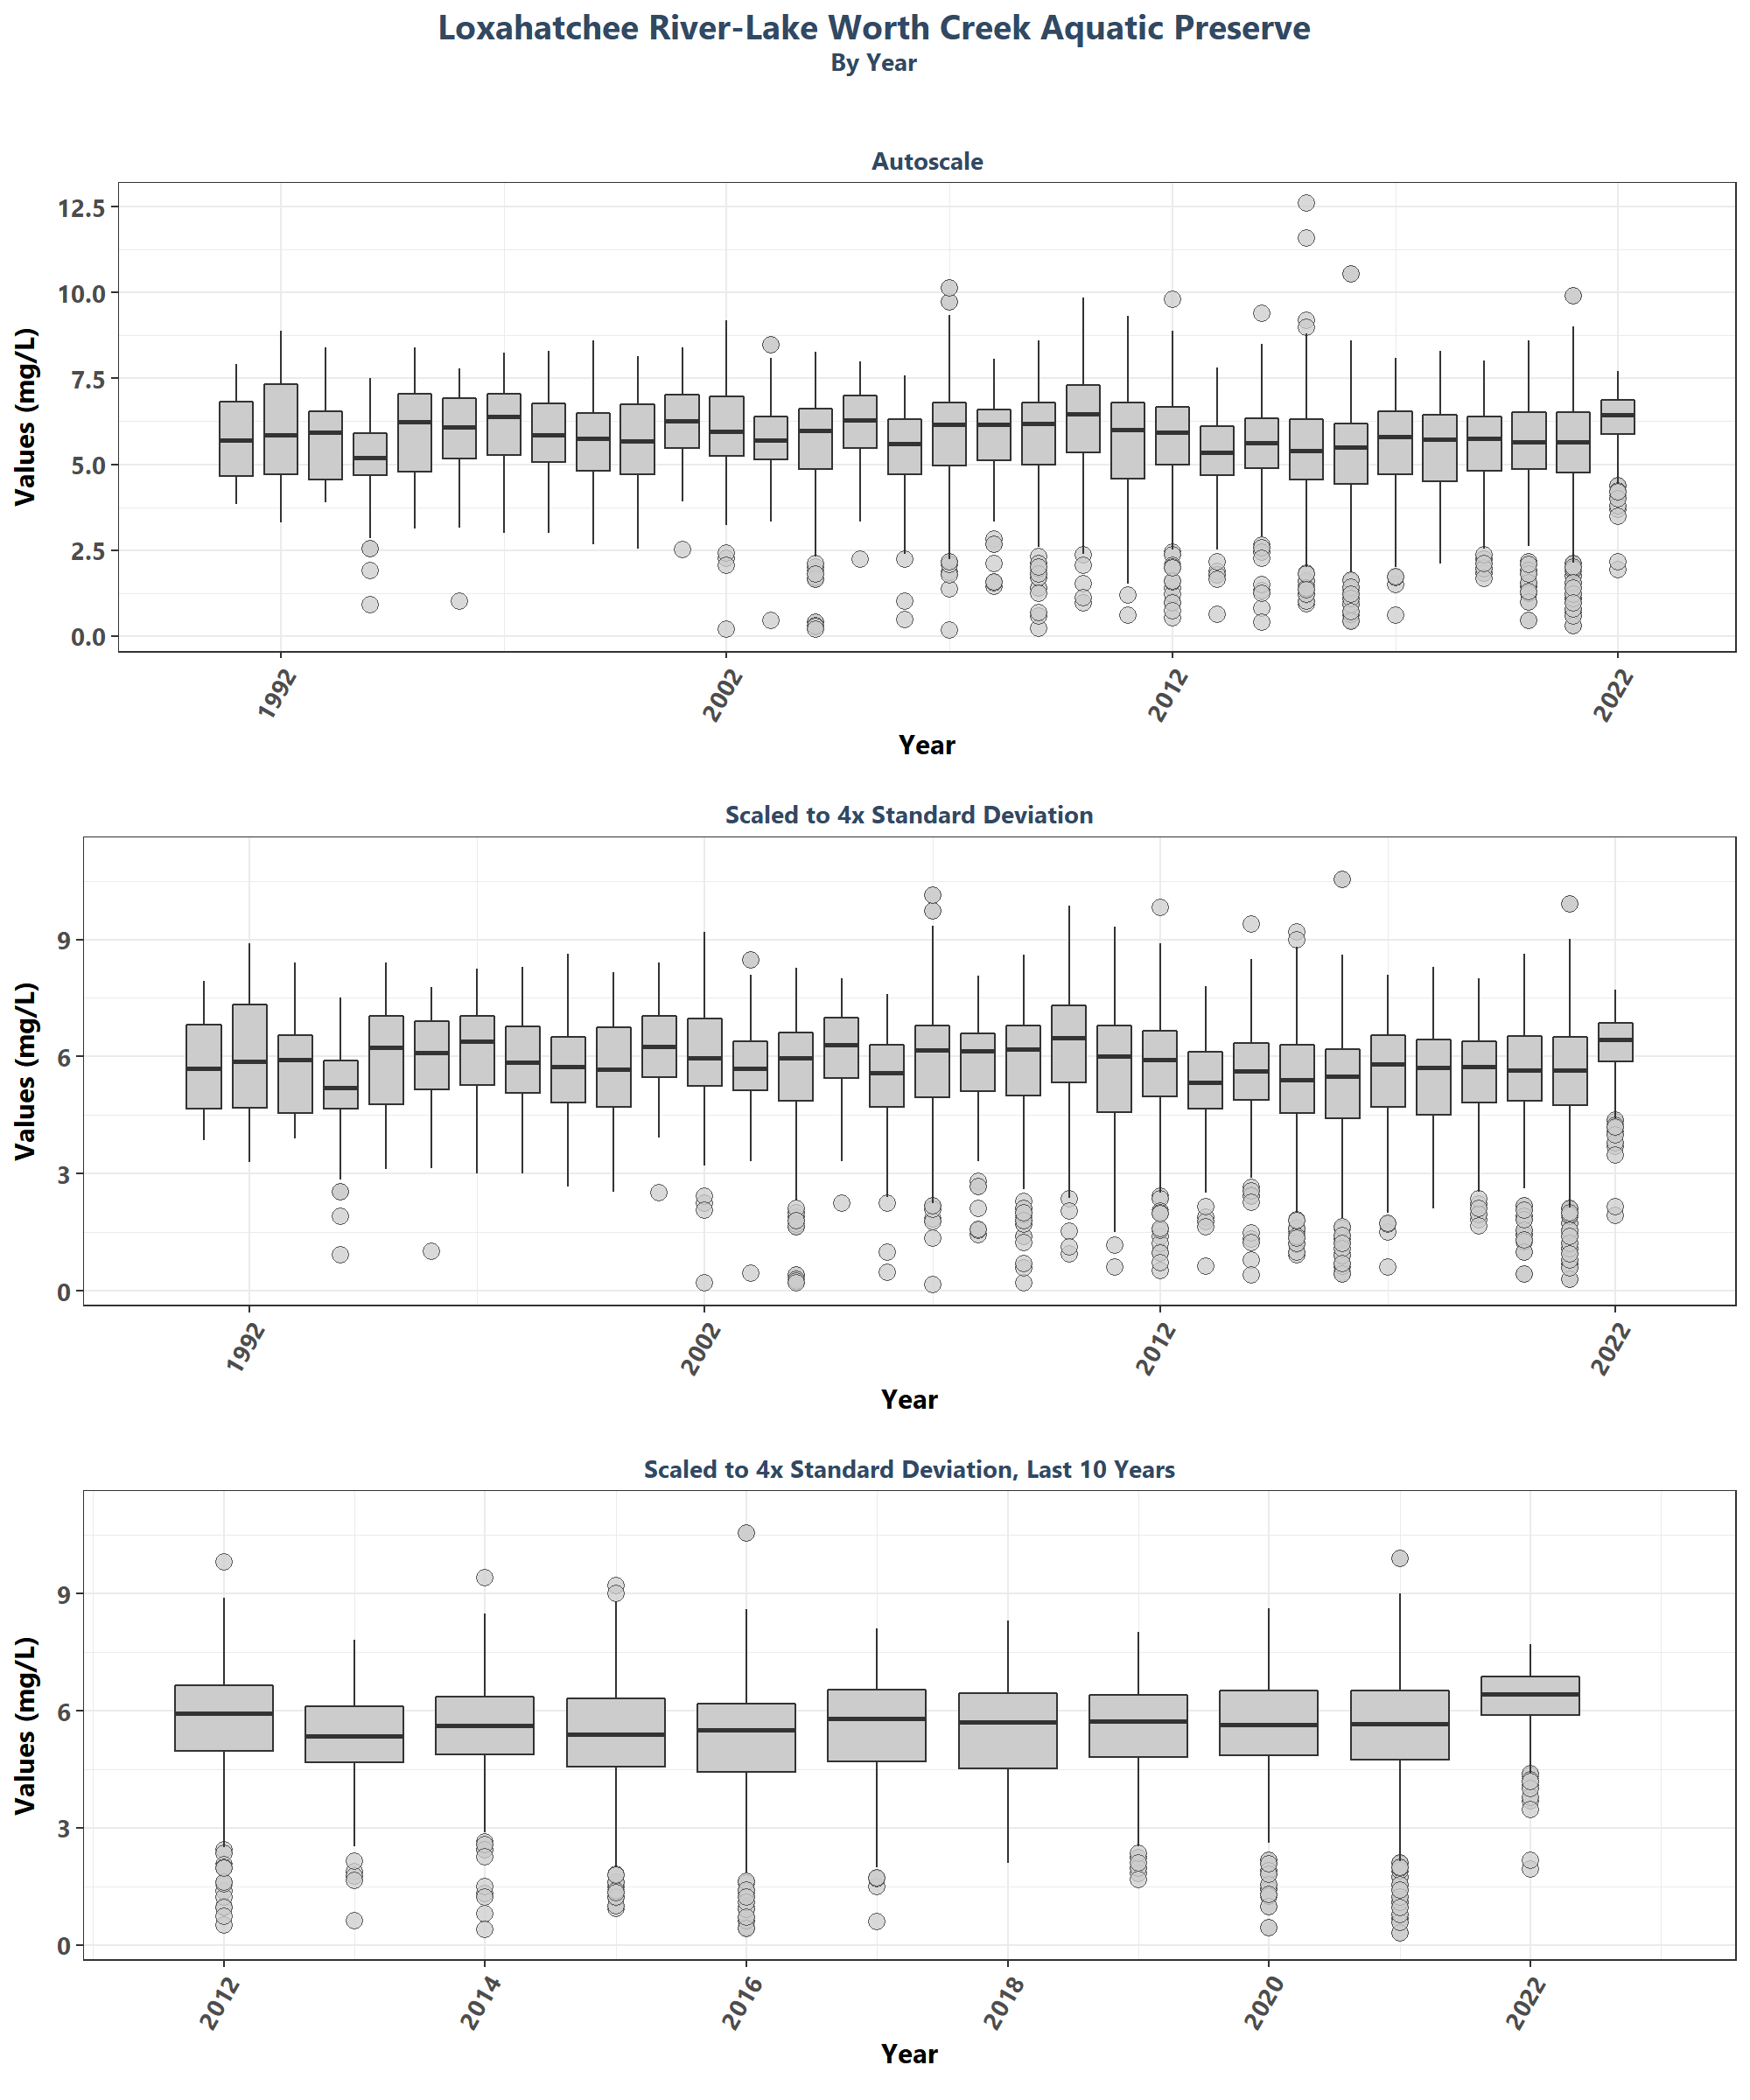 Loxahatchee River-Lake Worth Creek Aquatic Preserve
By Year
Autoscale
Values (mg/L)
12.5
10.0
7.5
5.0
2.5
0.0
1992
2002
2012
2022
Year
Scaled to 4x Standard Deviation
Values (mg/L)
9
6
3
0
1992
2002
2012
2022
Year
Scaled to 4x Standard Deviation, Last 10 Years
Values (mg/L)
9
6
3
0
2012
2014
2016
2018
2020
2022
Year